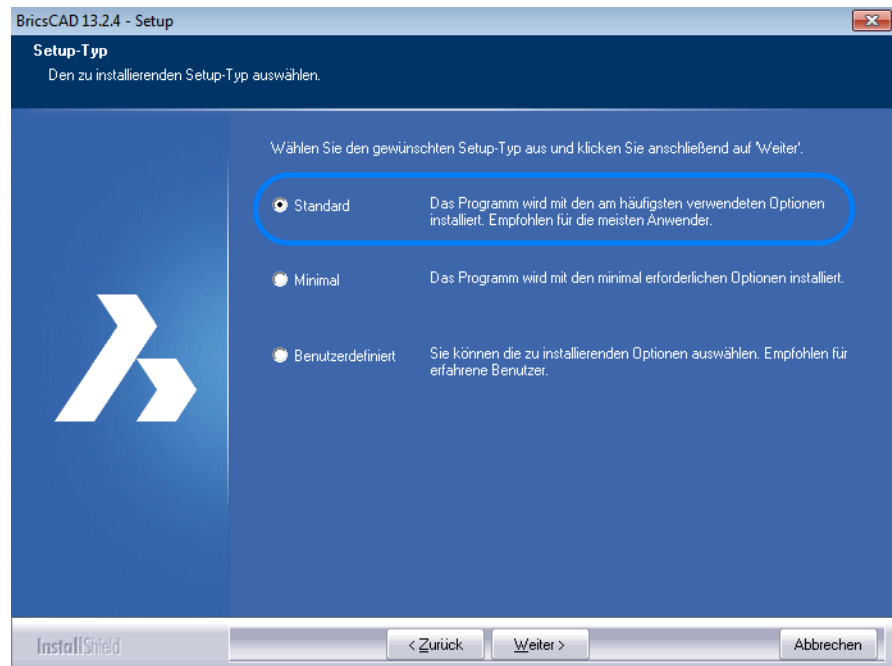 BricsCAD 13.2.4 - Setup
Setup-Typ
Den zu installierenden Setup-Typ auswählen.
Wählen Sie den gewünschten Setup-Typ aus und klicken Sie anschließend auf 'Weiter'.
Standard
Das Programm wird mit den am häufigsten verwendeten Optionen
installiert. Empfohlen für die meisten Anwender.
Minimal
Das Programm wird mit den minimal erforderlichen Optionen installiert.
Benutzerdefiniert
Sie können die zu installierenden Optionen auswählen. Empfohlen für
erfahrene Benutzer.
InstallShield
< Zurück
Weiter >
Abbrechen